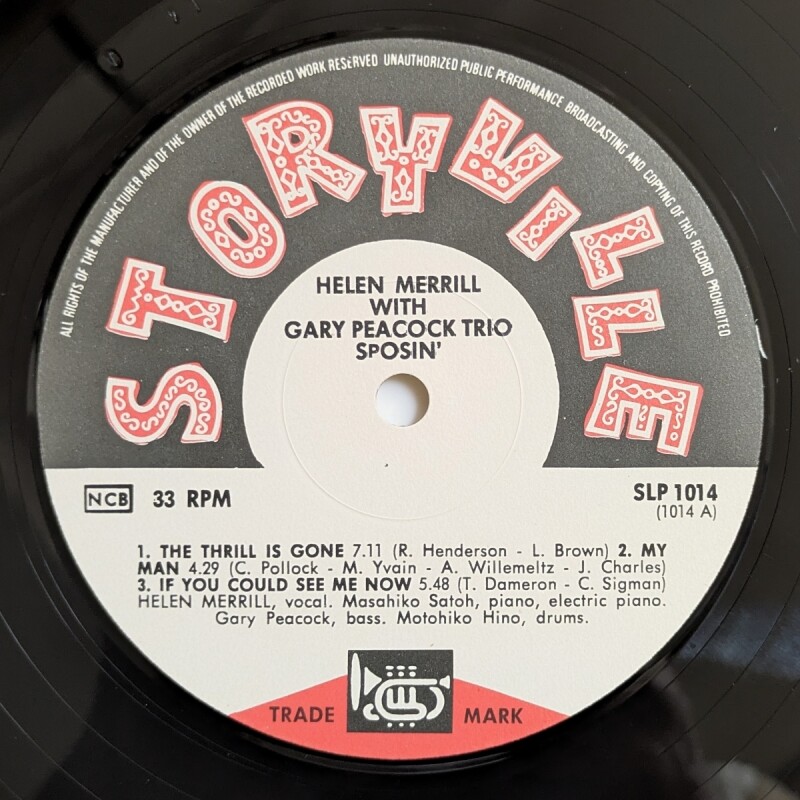 ALL RIGHTS OF THE MANUFACTURER AND OF THE OWNER OF THE RECORDED WORK RESERVED UNAUTHORIZED PUBLIC PERFORMANCE BROADCASTING AND COPYING OF THIS RECORD PROHIBITED
STORYVILLE
HELEN MERRILL
WITH
GARY PEACOCK TRIO
SPOSIN'
NCB 33 RPM
SLP 1014
(1014 A)
1. THE THRILL IS GONE 7.11 (R. Henderson - L. Brown) 2. MY
MAN 4.29 (C. Pollock - M. Yvain - A. Willemeltz - J. Charles)
3. IF YOU COULD SEE ME NOW 5.48 (T. Dameron - C. Sigman)
HELEN MERRILL, vocal. Masahiko Satoh, piano, electric piano.
Gary Peacock, bass. Motohiko Hino, drums.
TRADE MARK